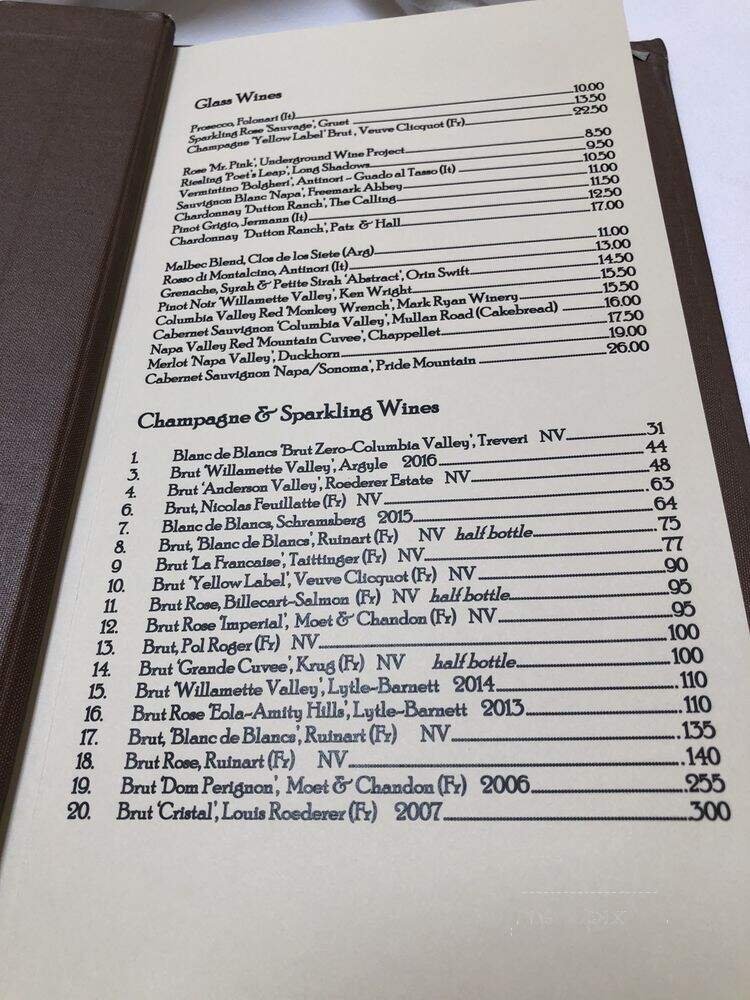 Glass Wines
Prosecco, Folonari (It) 10.00
Sparkling Rose 'Sauvage', Gruet 13.50
Champagne 'Yellow Label' Brut, Veuve Clicquot (Fr) 22.50
Rose 'Mr. Pink', Underground Wine Project 8.50
Riesling 'Poet's Leap', Long Shadows 9.50
Vermintino 'Bolgheri', Antinori - Guado al Tasso (It) 10.50
Sauvignon Blanc 'Napa', Freemark Abbey 11.00
Chardonnay 'Dutton Ranch', The Calling 11.50
Pinot Grigio, Jermann (It) 12.50
Chardonnay 'Dutton Ranch', Patz & Hall 17.00
Malbec Blend, Clos de los Siete (Arg) 11.00
Rosso di Montalcino, Antinori (It) 13.00
Grenache, Syrah & Petite Sirah 'Abstract', Orin Swift 14.50
Pinot Noir 'Willamette Valley', Ken Wright 15.50
Columbia Valley Red 'Monkey Wrench', Mark Ryan Winery 15.50
Cabernet Sauvignon 'Columbia Valley', Mullan Road (Cakebread) 16.00
Napa Valley Red 'Mountain Cuvee', Chappellet 17.50
Merlot 'Napa Valley', Duckhorn 19.00
Cabernet Sauvignon 'Napa/Sonoma', Pride Mountain 26.00
Champagne & Sparkling Wines
1. Blanc de Blancs 'Brut Zero-Columbia Valley', Treveri NV 31
3. Brut 'Willamette Valley', Argyle 2016 44
4. Brut 'Anderson Valley', Roederer Estate NV 48
6. Brut, Nicolas Feuillatte (Fr) NV 63
7. Blanc de Blancs, Schramsberg 2015 64
8. Brut, 'Blanc de Blancs', Ruinart (Fr) NV half bottle 75
9 Brut 'La Francaise', Taittinger (Fr) NV 77
10. Brut 'Yellow Label', Veuve Clicquot (Fr) NV 90
11. Brut Rose, Billecart-Salmon (Fr) NV half bottle 95
12. Brut Rose 'Imperial', Moet & Chandon (Fr) NV 95
13. Brut, Pol Roger (Fr) NV 100
14. Brut 'Grande Cuvee', Krug (Fr) NV half bottle 100
15. Brut 'Willamette Valley', Lytle-Barnett 2014 110
16. Brut Rose 'Eola-Amity Hills', Lytle-Barnett 2013 110
17. Brut, 'Blanc de Blancs', Ruinart (Fr) NV 135
18. Brut Rose, Ruinart (Fr) NV 140
19. Brut 'Dom Perignon', Moet & Chandon (Fr) 2006 255
20. Brut 'Cristal', Louis Roederer (Fr) 2007 300